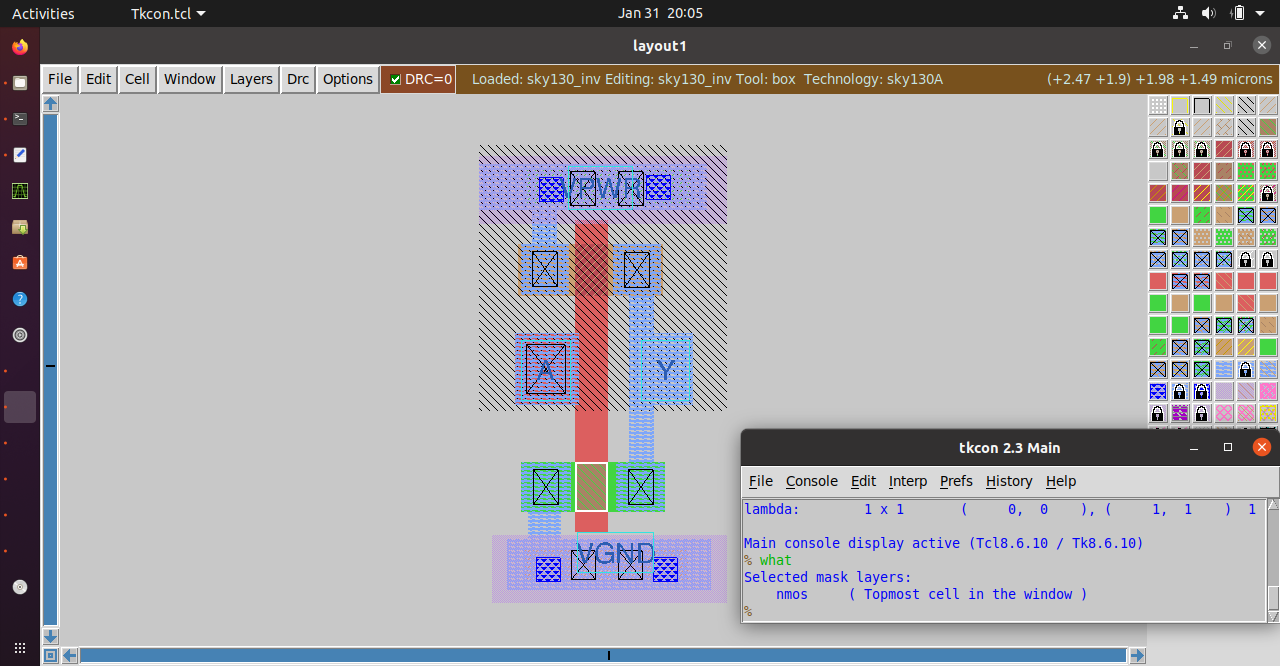 Activities Tkcon.tcl Jan 31 20:05
layout1
File Edit Cell Window Layers Drc Options DRC=0 Loaded: sky130_inv Editing: sky130_inv Tool: box Technology: sky130A (+2.47 +1.9) +1.98 +1.49 microns
VPWR
A Y
VGND
tkcon 2.3 Main
File Console Edit Interp Prefs History Help
lambda: 1 x 1 ( 0, 0 ), ( 1, 1 ) 1
Main console display active (Tcl8.6.10 / Tk8.6.10)
% what
Selected mask layers:
nmos ( Topmost cell in the window )
%